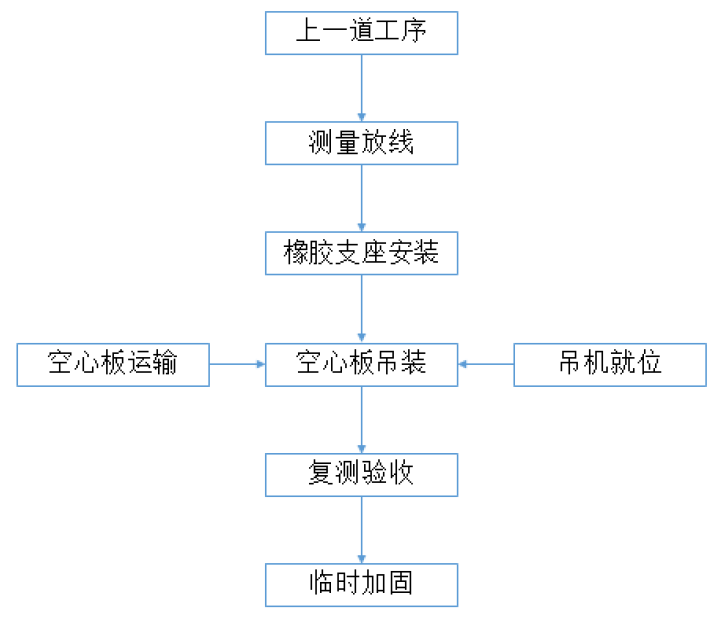 上一道工序
测量放线
橡胶支座安装
空心板运输
空心板吊装
吊机就位
复测验收
临时加固